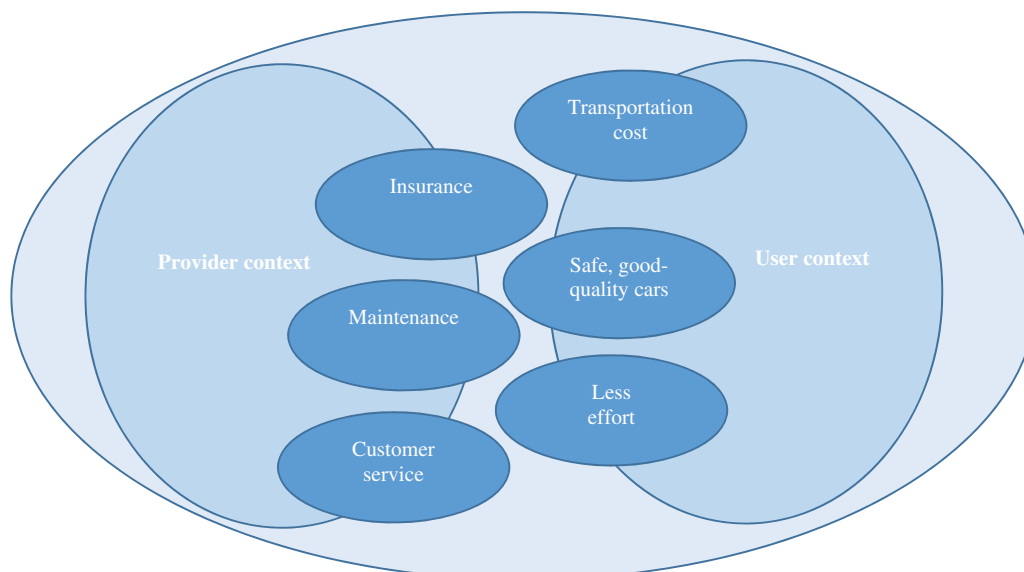 Transportation
cost
Insurance
Provider context
User context
Safe, good-
quality cars
Maintenance
Less
effort
Customer
service